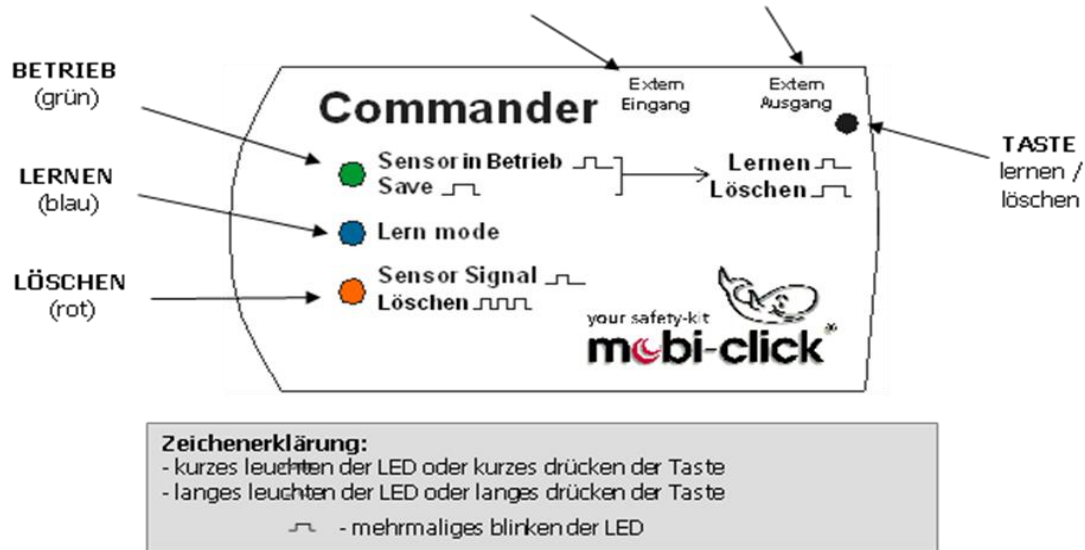 BETRIEB
(grün)
LERNEN
(blau)
LÖSCHEN
(rot)
Commander
Extern
Eingang
Extern
Ausgang
Sensor in Betrieb
Save
Lernen
Löschen
Lern mode
Sensor Signal
Löschen
your safety-kit
mobi-click®
TASTE
lernen /
löschen
Zeichenerklärung:
- kurzes leuchten der LED oder kurzes drücken der Taste
- langes leuchten der LED oder langes drücken der Taste
- mehrmaliges blinken der LED